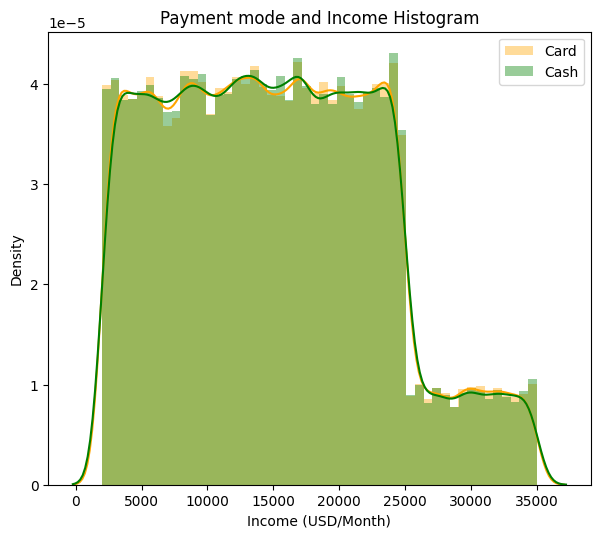 Payment mode and Income Histogram
1e−5
Card
Cash
4
3
2
1
0
Density
0 5000 10000 15000 20000 25000 30000 35000
Income (USD/Month)